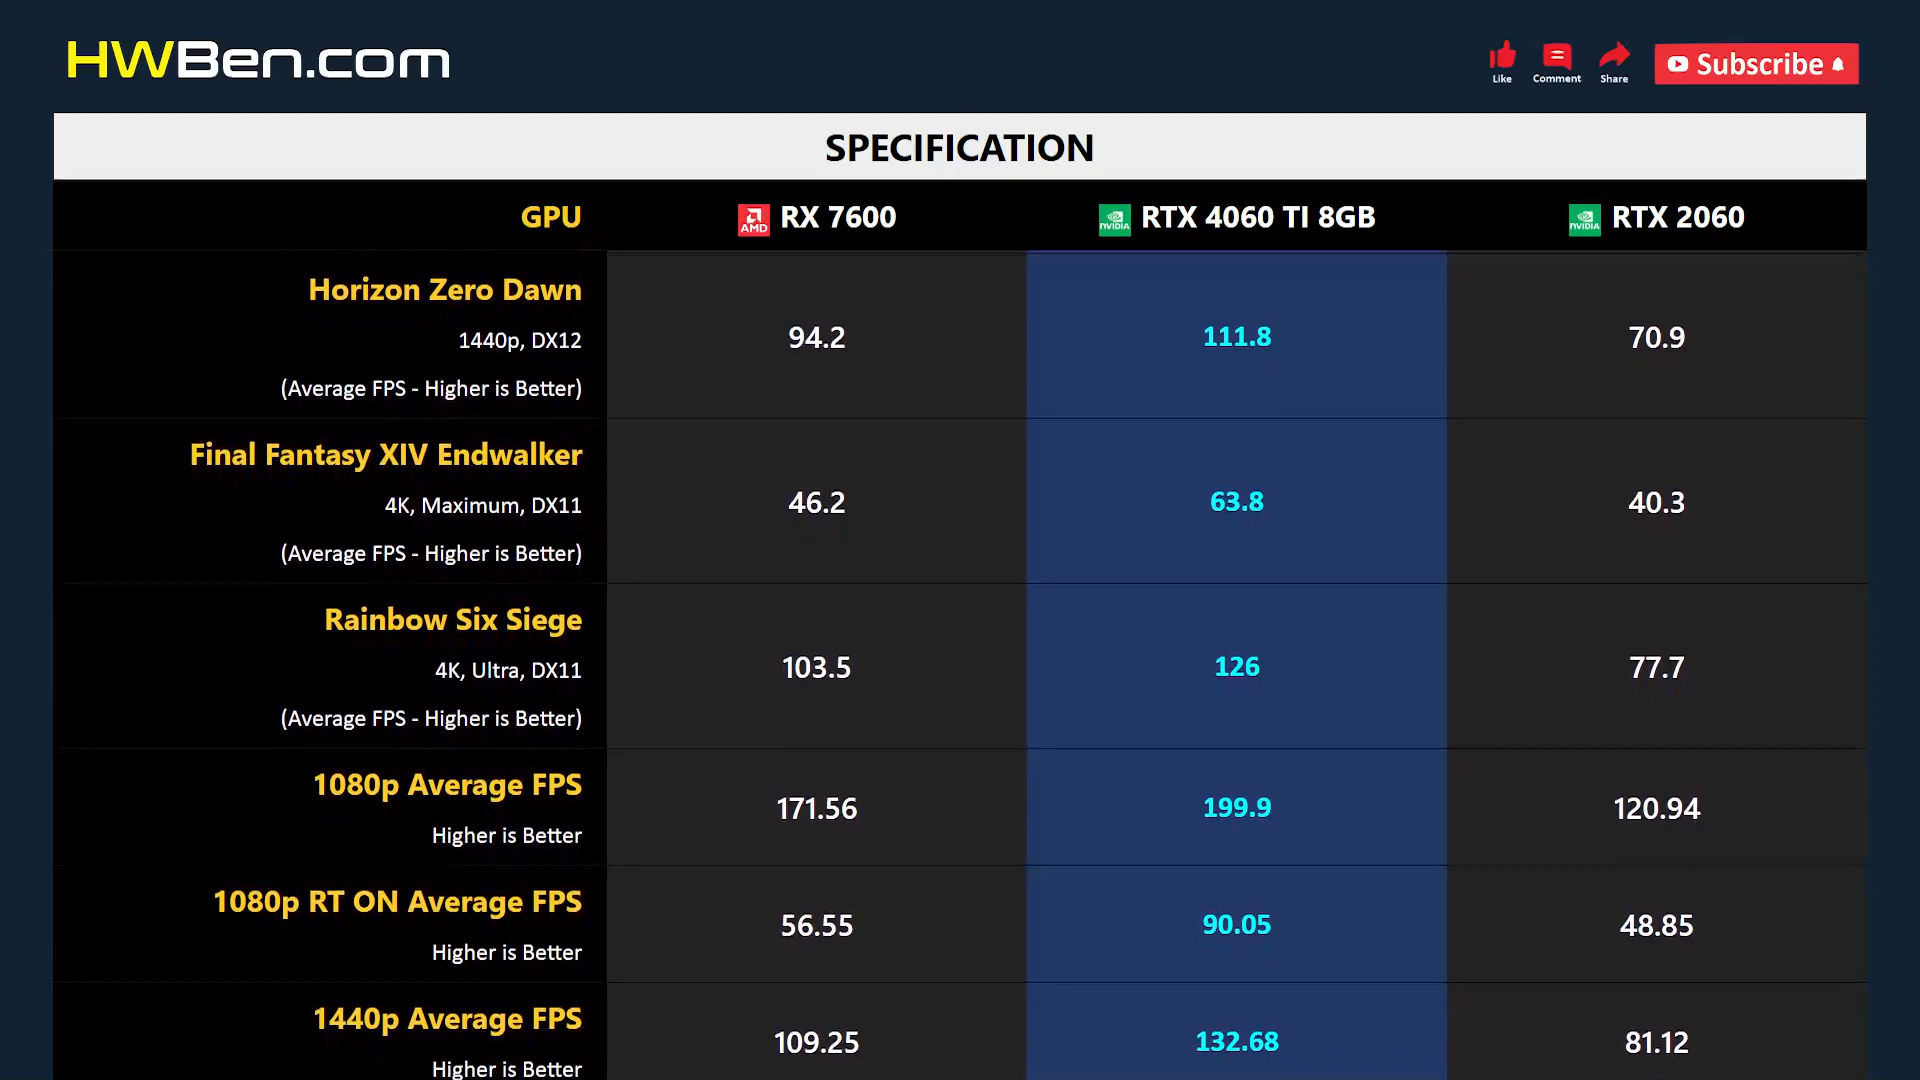 HWBen.com
Like
Comment
Share
Subscribe
SPECIFICATION
GPU
AMD RX 7600
NVIDIA RTX 4060 TI 8GB
NVIDIA RTX 2060
Horizon Zero Dawn
1440p, DX12
(Average FPS - Higher is Better)
94.2
111.8
70.9
Final Fantasy XIV Endwalker
4K, Maximum, DX11
(Average FPS - Higher is Better)
46.2
63.8
40.3
Rainbow Six Siege
4K, Ultra, DX11
(Average FPS - Higher is Better)
103.5
126
77.7
1080p Average FPS
Higher is Better
171.56
199.9
120.94
1080p RT ON Average FPS
Higher is Better
56.55
90.05
48.85
1440p Average FPS
Higher is Better
109.25
132.68
81.12